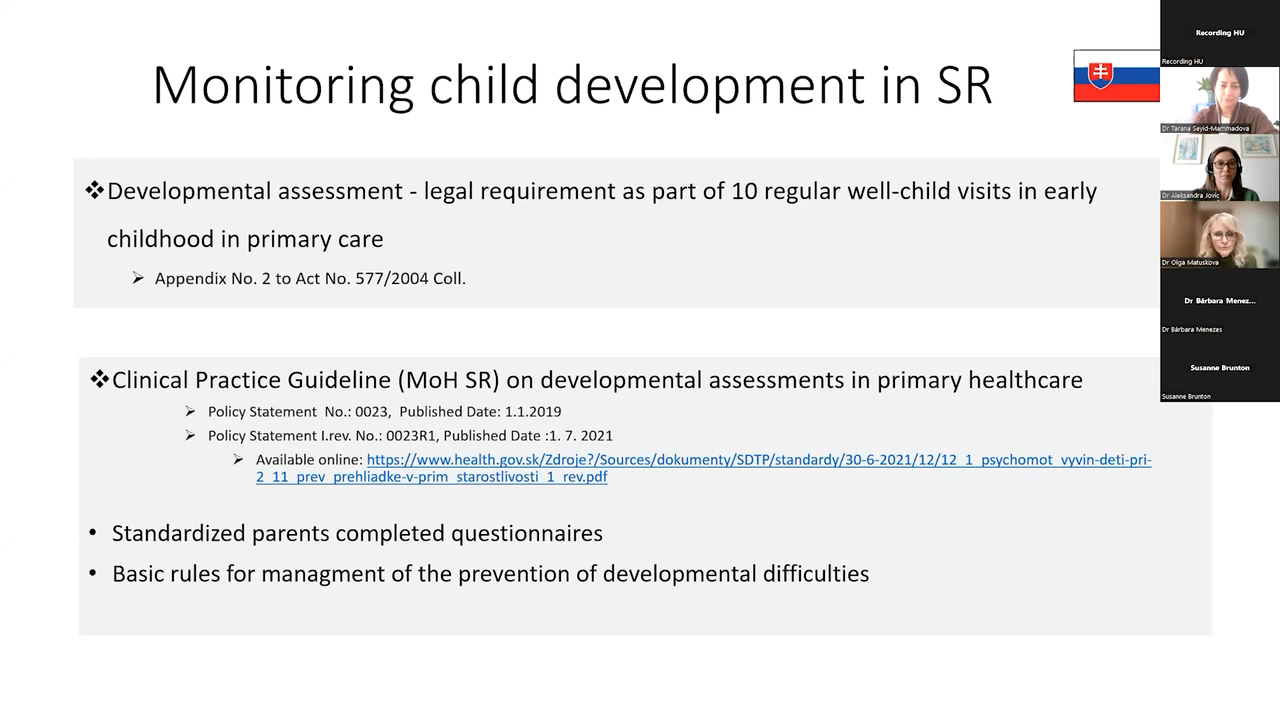 Monitoring child development in SR
❖Developmental assessment - legal requirement as part of 10 regular well-child visits in early
childhood in primary care
➢ Appendix No. 2 to Act No. 577/2004 Coll.
❖Clinical Practice Guideline (MoH SR) on developmental assessments in primary healthcare
➢ Policy Statement No.: 0023, Published Date: 1.1.2019
➢ Policy Statement I.rev. No.: 0023R1, Published Date :1. 7. 2021
➢ Available online: https://www.health.gov.sk/Zdroje?/Sources/dokumenty/SDTP/standardy/30-6-2021/12/12_1_psychomot_vyvin-deti-pri-
2_11_prev_prehliadke-v-prim_starostlivosti_1_rev.pdf
• Standardized parents completed questionnaires
• Basic rules for managment of the prevention of developmental difficulties
Recording HU
Recording HU
Dr Tarana Seyid-Mammadova
Dr Aleksandra Jovic
Dr Olga Matuskova
Dr Bárbara Menez...
Dr Bárbara Menezes
Susanne Brunton
Susanne Brunton